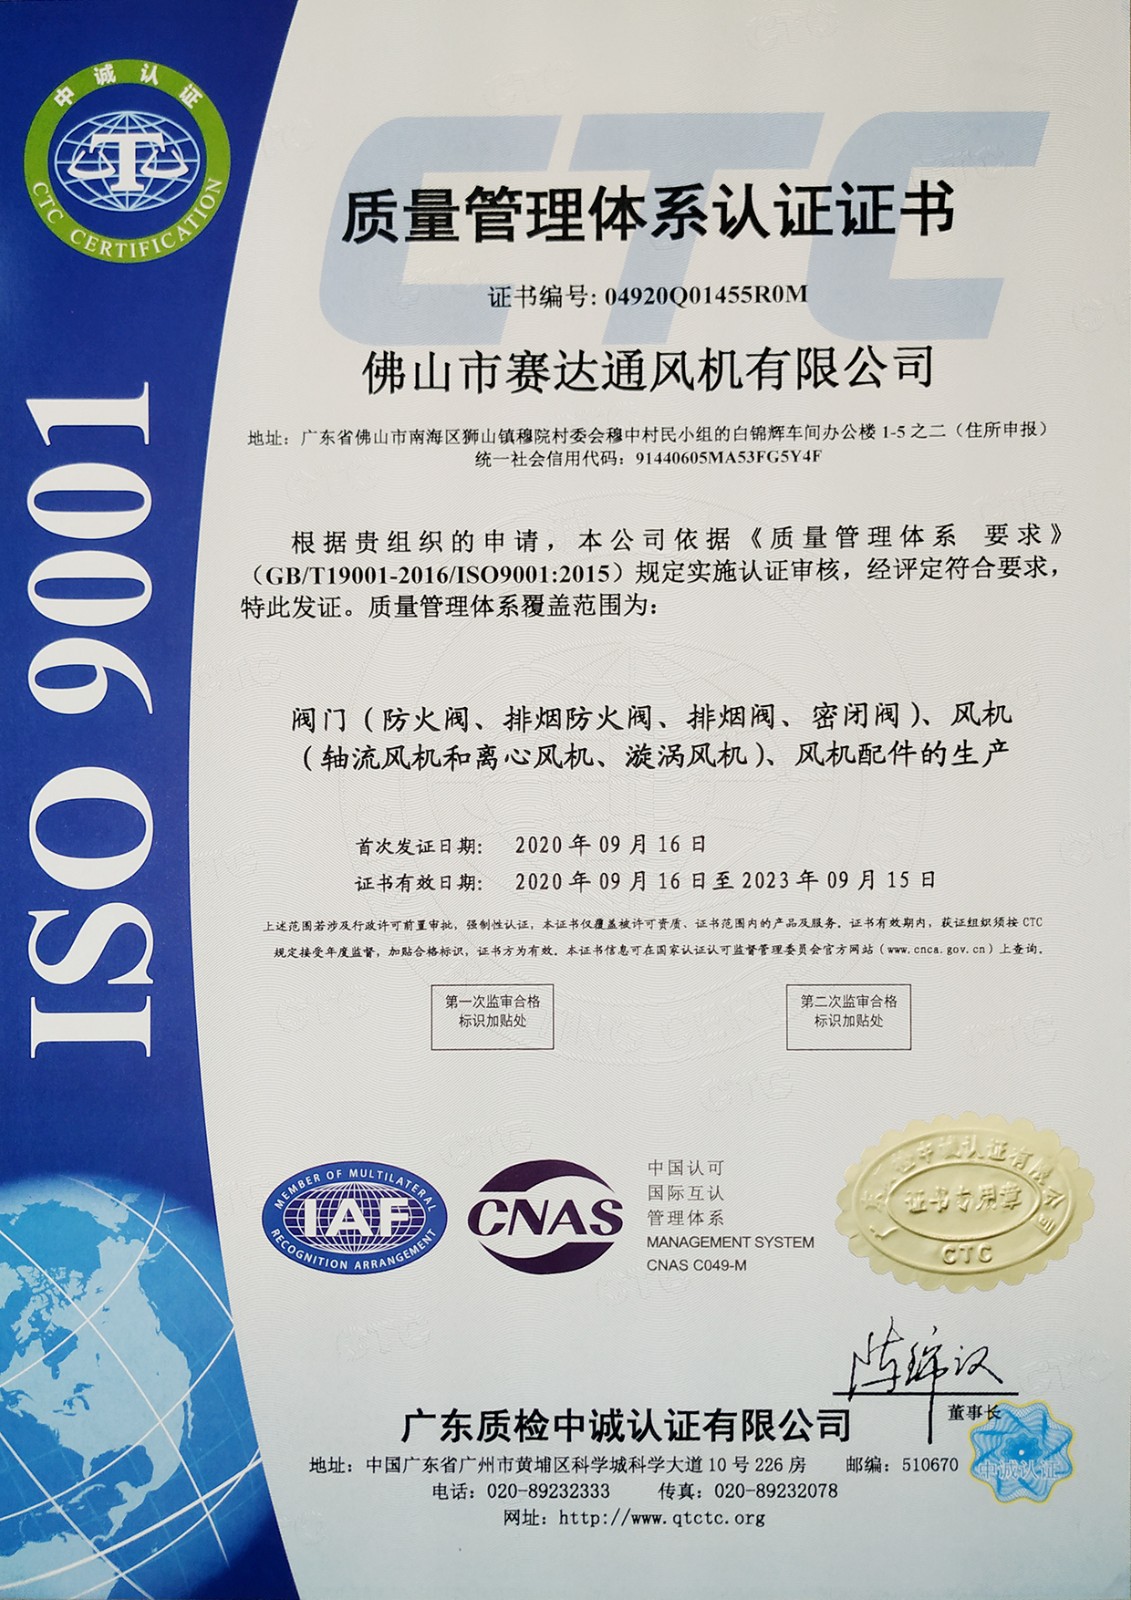 中诚认证
CTC CERTIFICATION
ISO 9001
CTC
质量管理体系认证证书
证书编号: 04920Q01455R0M
佛山市赛达通风机有限公司
地址：广东省佛山市南海区狮山镇穆院村委会穆中村民小组的白锦辉车间办公楼 1-5 之二（住所申报）
统一社会信用代码：91440605MA53FG5Y4F
根据贵组织的申请，本公司依据《质量管理体系 要求》
（GB/T19001-2016/ISO9001:2015）规定实施认证审核，经评定符合要求，
特此发证。质量管理体系覆盖范围为：
阀门（防火阀、排烟防火阀、排烟阀、密闭阀）、风机
（轴流风机和离心风机、漩涡风机）、风机配件的生产
首次发证日期： 2020 年 09 月 16 日
证书有效日期： 2020 年 09 月 16 日至 2023 年 09 月 15 日
上述范围若涉及行政许可前置审批，强制性认证，本证书仅覆盖被许可资质、证书范围内的产品及服务。证书有效期内，获证组织须按 CTC
规定接受年度监督，加贴合格标识，证书方为有效。本证书信息可在国家认证认可监督管理委员会官方网站（www.cnca.gov.cn）上查询。
第一次监审合格
标识加贴处
第二次监审合格
标识加贴处
MEMBER OF MULTILATERAL
IAF
RECOGNITION ARRANGEMENT
CNAS
中国认可
国际互认
管理体系
MANAGEMENT SYSTEM
CNAS C049-M
证书专用章
CTC
董事长
中诚认证
广东质检中诚认证有限公司
地址：中国广东省广州市黄埔区科学城科学大道 10 号 226 房 邮编：510670
电话：020-89232333 传真：020-89232078
网址：http://www.qtctc.org